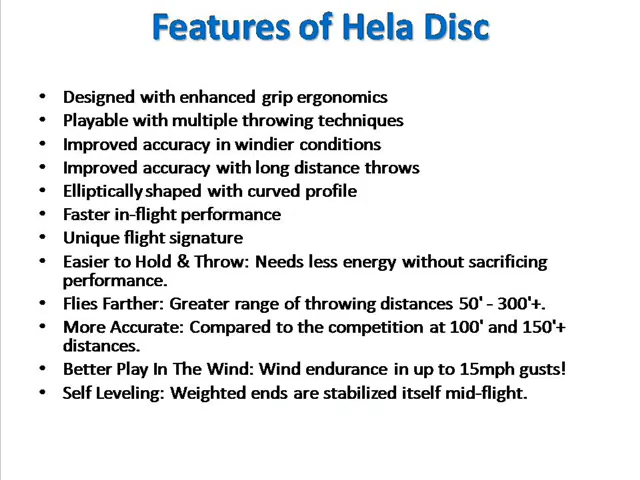 Features of Hela Disc
• Designed with enhanced grip ergonomics
• Playable with multiple throwing techniques
• Improved accuracy in windier conditions
• Improved accuracy with long distance throws
• Elliptically shaped with curved profile
• Faster in-flight performance
• Unique flight signature
• Easier to Hold & Throw: Needs less energy without sacrificing
performance.
• Flies Farther: Greater range of throwing distances 50' - 300'+.
• More Accurate: Compared to the competition at 100' and 150'+
distances.
• Better Play In The Wind: Wind endurance in up to 15mph gusts!
• Self Leveling: Weighted ends are stabilized itself mid-flight.